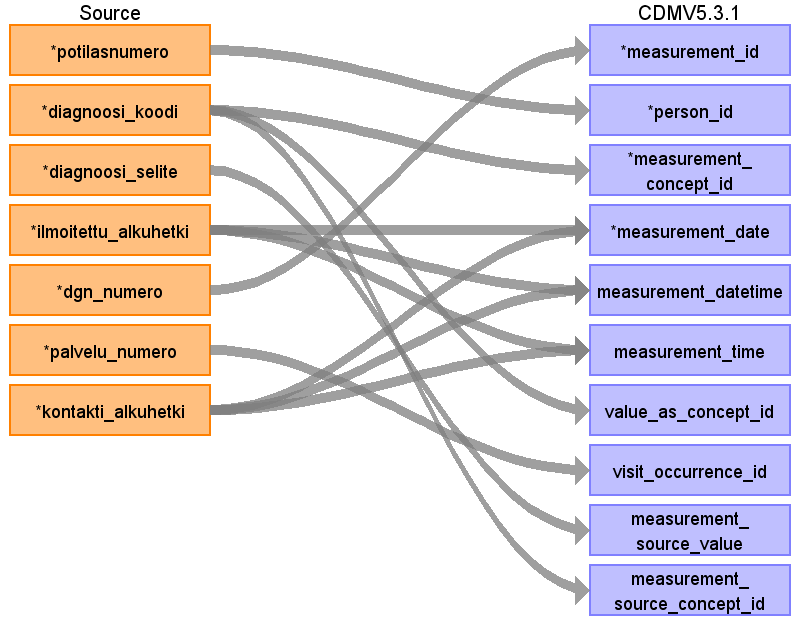 Source
CDMV5.3.1
*potilasnumero
*measurement_id
*diagnoosi_koodi
*person_id
*diagnoosi_selite
*measurement_
concept_id
*ilmoitettu_alkuhetki
*measurement_date
*dgn_numero
measurement_datetime
*palvelu_numero
measurement_time
*kontakti_alkuhetki
value_as_concept_id
visit_occurrence_id
measurement_
source_value
measurement_
source_concept_id